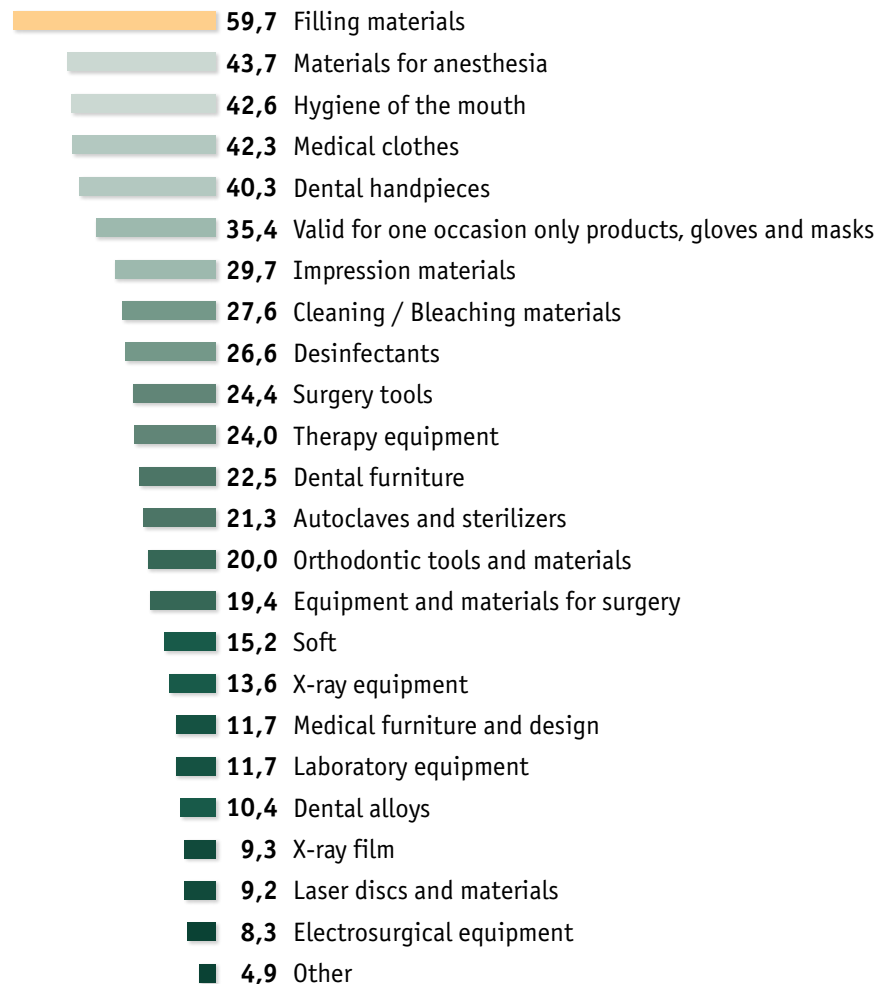 59,7 Filling materials
43,7 Materials for anesthesia
42,6 Hygiene of the mouth
42,3 Medical clothes
40,3 Dental handpieces
35,4 Valid for one occasion only products, gloves and masks
29,7 Impression materials
27,6 Cleaning / Bleaching materials
26,6 Desinfectants
24,4 Surgery tools
24,0 Therapy equipment
22,5 Dental furniture
21,3 Autoclaves and sterilizers
20,0 Orthodontic tools and materials
19,4 Equipment and materials for surgery
15,2 Soft
13,6 X-ray equipment
11,7 Medical furniture and design
11,7 Laboratory equipment
10,4 Dental alloys
9,3 X-ray film
9,2 Laser discs and materials
8,3 Electrosurgical equipment
4,9 Other